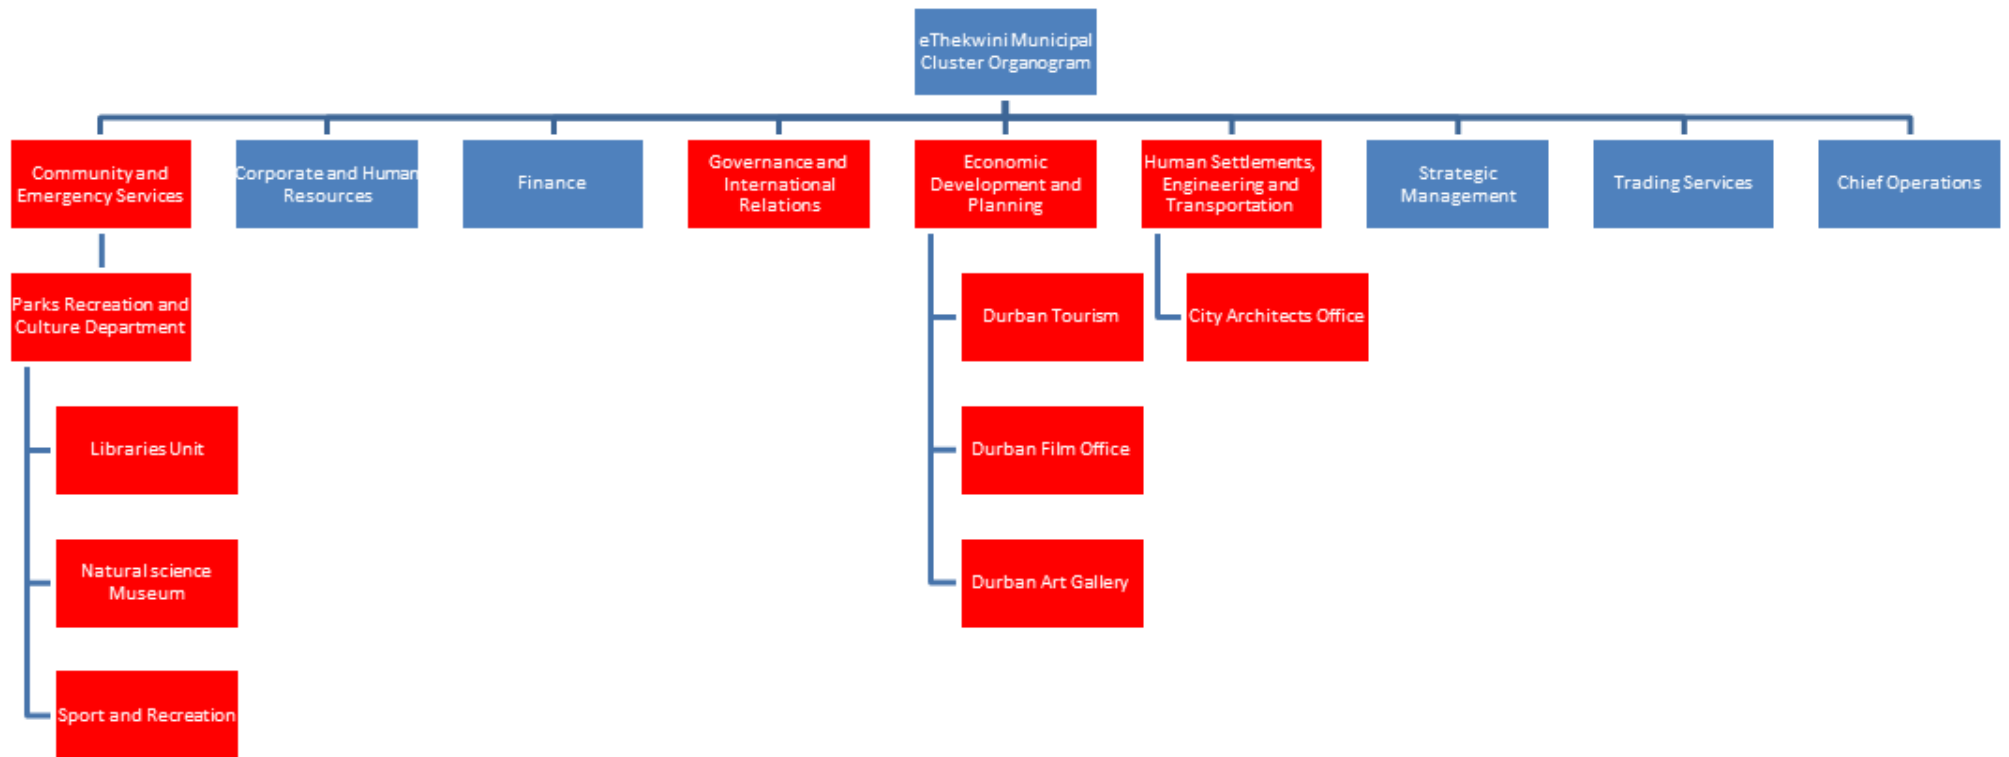 eThekwini Municipal
Cluster Organogram
Community and
Emergency Services
Corporate and Human
Resources
Finance
Governance and
International
Relations
Economic
Development and
Planning
Human Settlements,
Engineering and
Transportation
Strategic
Management
Trading Services
Chief Operations
Parks Recreation and
Culture Department
Durban Tourism
City Architects Office
Libraries Unit
Durban Film Office
Natural science
Museum
Durban Art Gallery
Sport and Recreation